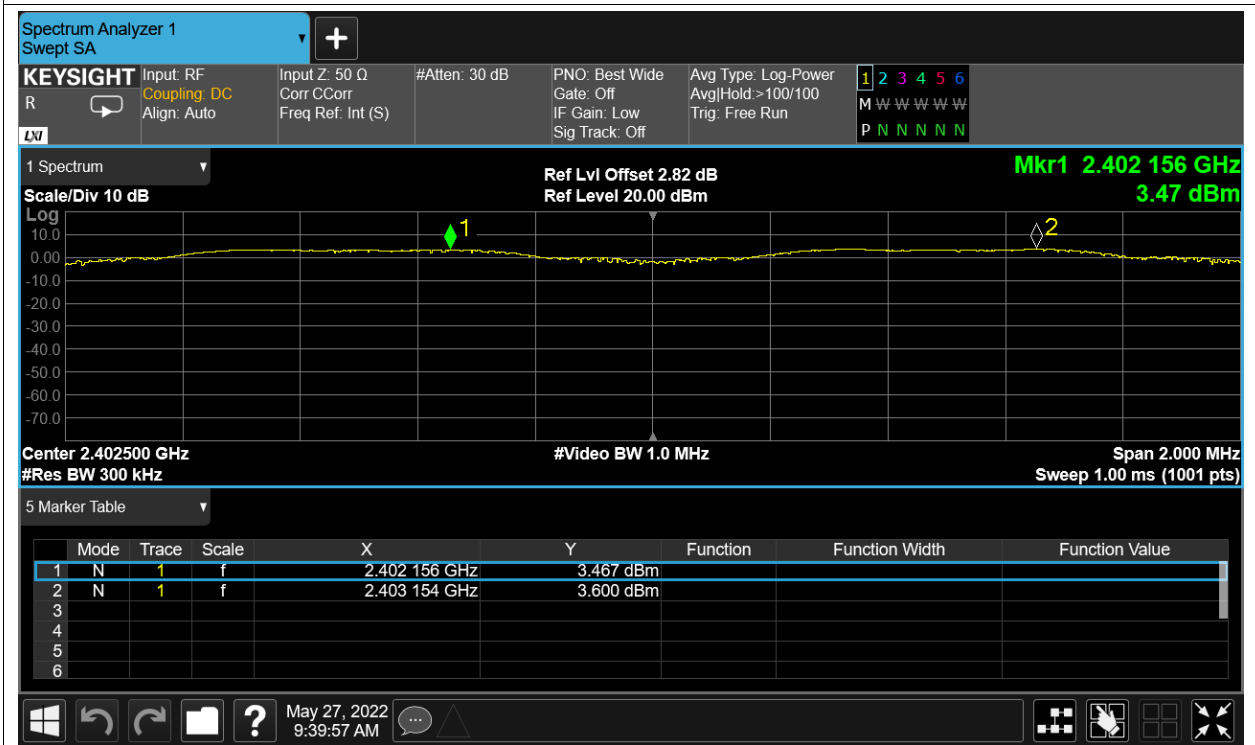 Spectrum Analyzer 1
Swept SA
+
KEYSIGHT Input: RF Input Z: 50 Ω #Atten: 30 dB PNO: Best Wide Avg Type: Log-Power 1 2 3 4 5 6
R Coupling: DC Corr CCorr Gate: Off Avg|Hold:>100/100 M W W W W W
Align: Auto Freq Ref: Int (S) IF Gain: Low Trig: Free Run
LXI Sig Track: Off P N N N N N
1 Spectrum Ref Lvl Offset 2.82 dB Mkr1 2.402 156 GHz
Scale/Div 10 dB Ref Level 20.00 dBm 3.47 dBm
Log
1 2
10.0
0.00
-10.0
-20.0
-30.0
-40.0
-50.0
-60.0
-70.0
Center 2.402500 GHz #Video BW 1.0 MHz Span 2.000 MHz
#Res BW 300 kHz Sweep 1.00 ms (1001 pts)
5 Marker Table
Mode Trace Scale X Y Function Function Width Function Value
1 N 1 f 2.402 156 GHz 3.467 dBm
2 N 1 f 2.403 154 GHz 3.600 dBm
3
4
5
6
? May 27, 2022
9:39:57 AM